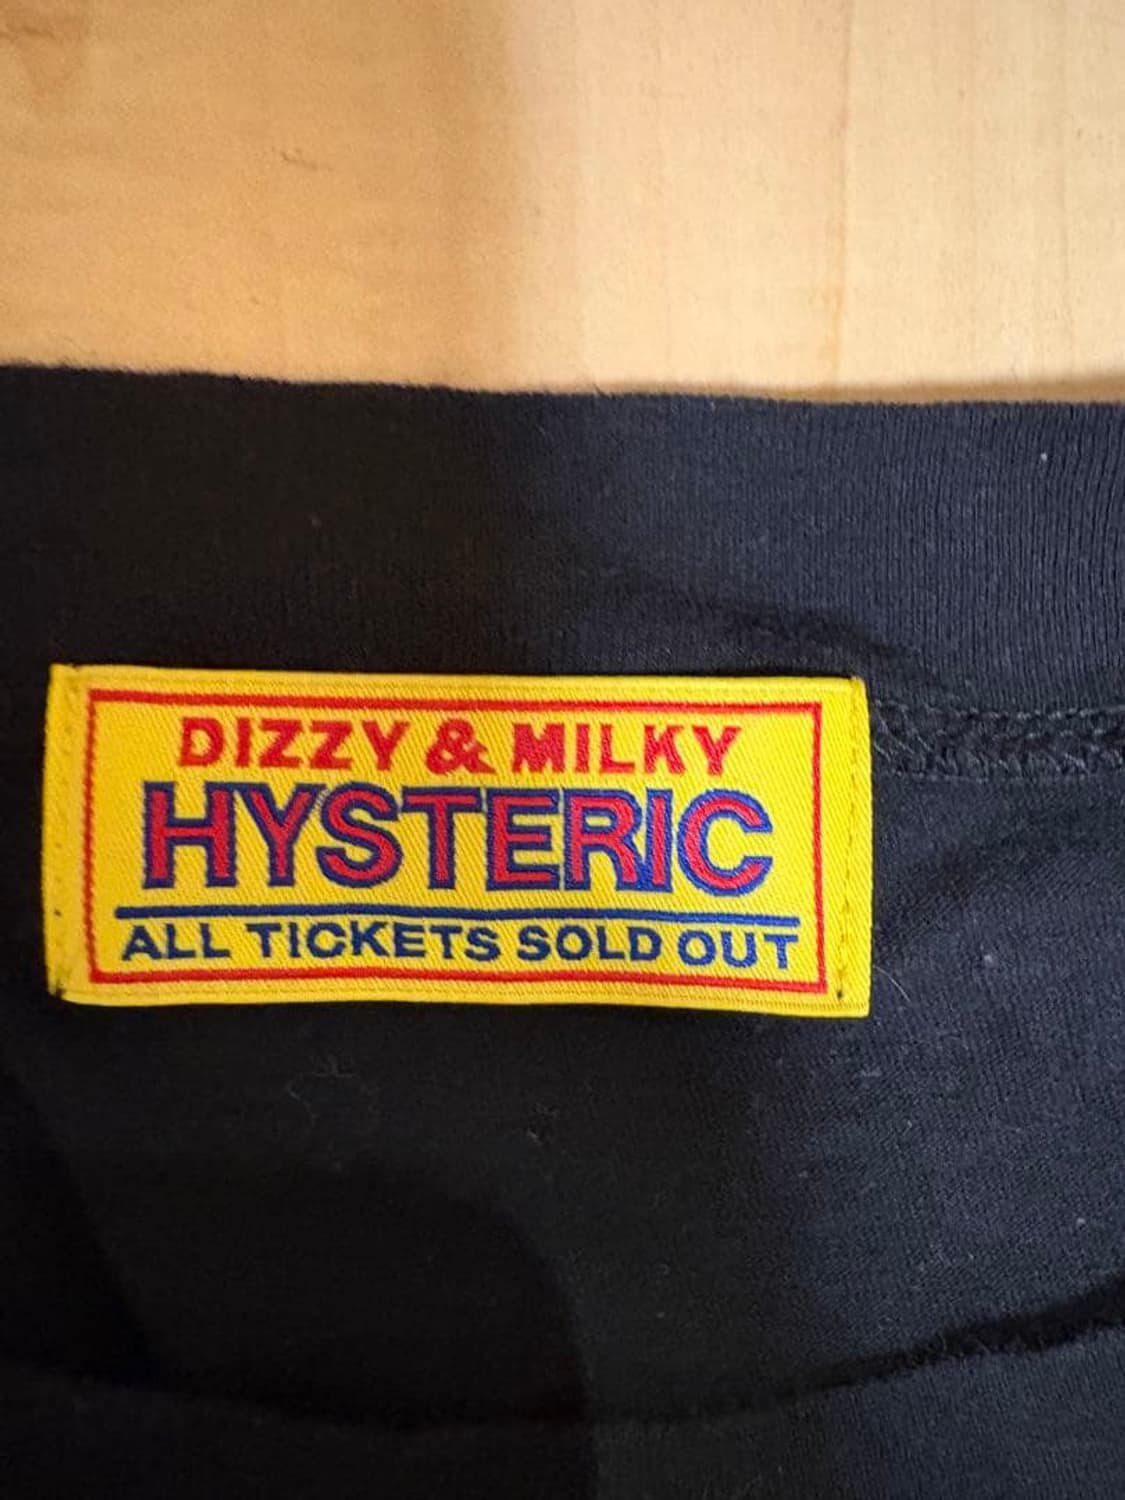 DIZZY & MILKY
HYSTERIC
ALL TICKETS SOLD OUT